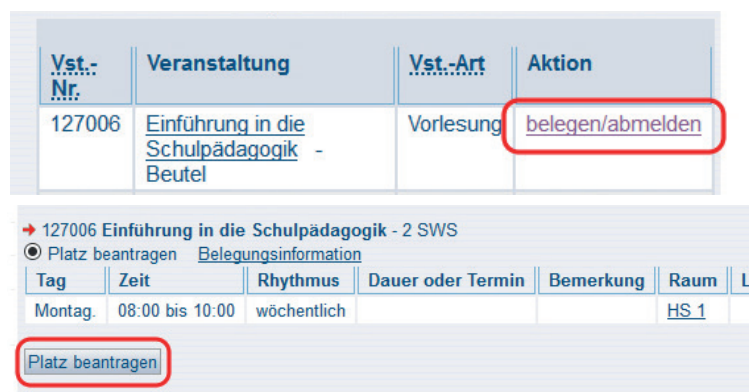 Vst.- Veranstaltung Vst.-Art Aktion
Nr.
127006 Einführung in die Vorlesung belegen/abmelden
Schulpädagogik -
Beutel
127006 Einführung in die Schulpädagogik - 2 SWS
Platz beantragen Belegungsinformation
Tag Zeit Rhythmus Dauer oder Termin Bemerkung Raum L
Montag. 08:00 bis 10:00 wöchentlich HS 1
Platz beantragen